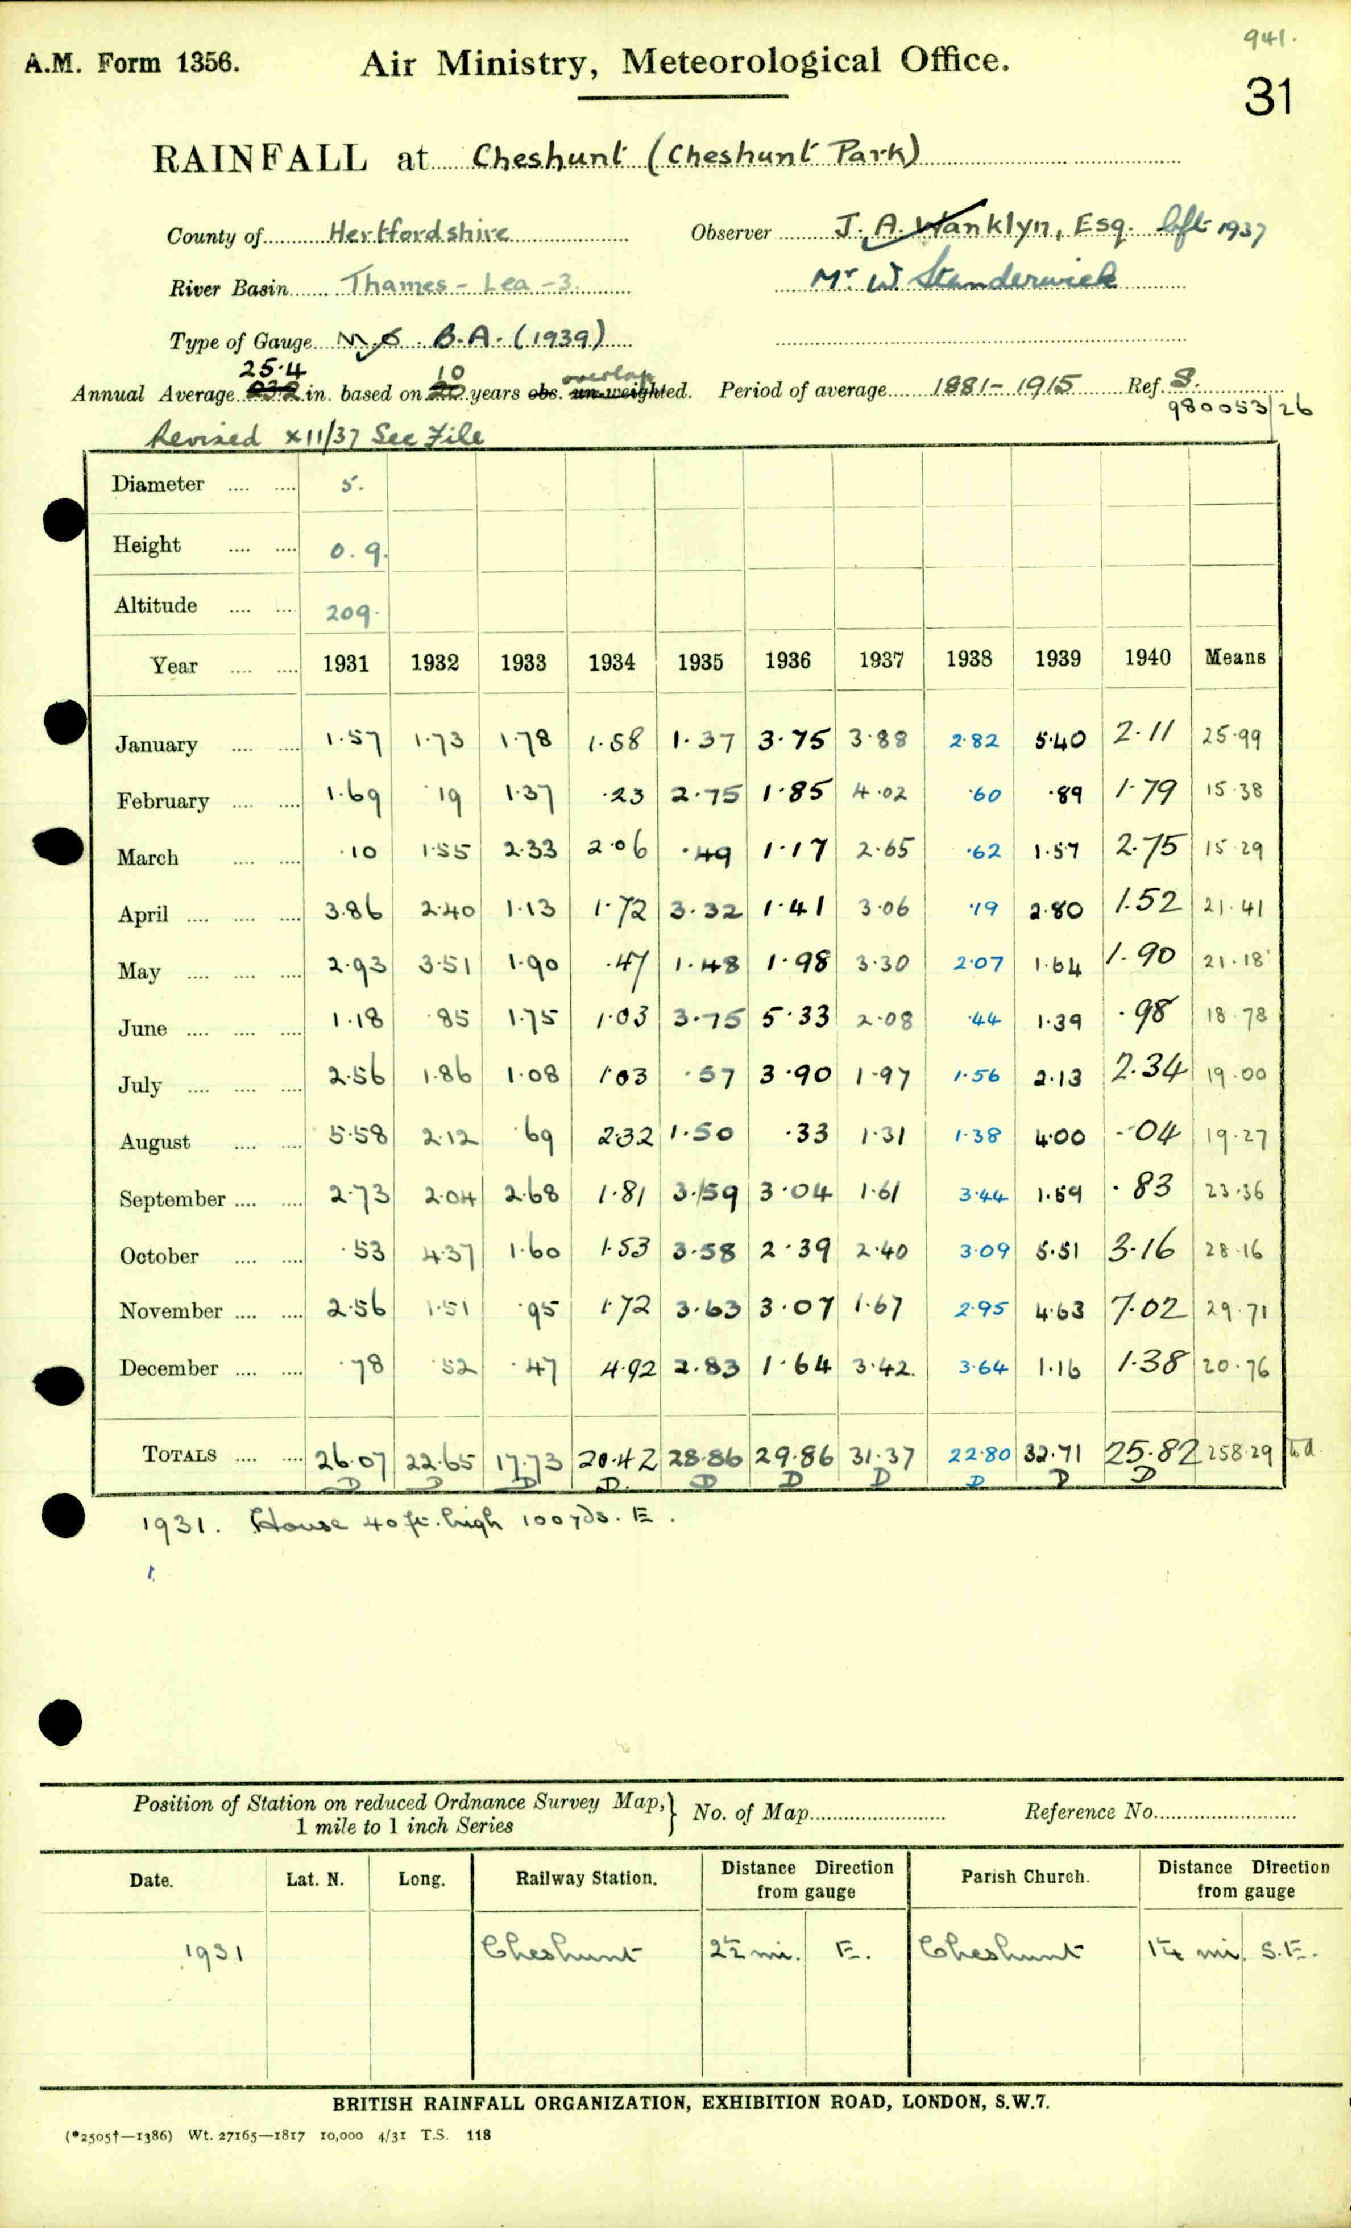 941.
A.M. Form 1356. Air Ministry, Meteorological Office.
31
RAINFALL at Cheshunt (Cheshunt Park)
County of Hertfordshire Observer J. A. Wanklyn, Esq. left 1937
River Basin Thames - Lea - 3. Mr W. Standerwick
Type of Gauge M.O. B.A. (1939)
25.4 10 overlap
Annual Average in. based on 20 years obs. un-weighted. Period of average 1881-1915 Ref. S.
980053/26
Revised XII/37 See File
Diameter 5.
Height 0.9.
Altitude 209.
Year 1931 1932 1933 1934 1935 1936 1937 1938 1939 1940 Means
January 1.57 1.73 1.78 1.58 1.37 3.75 3.88 2.82 5.40 2.11 25.99
February 1.69 .19 1.37 .23 2.75 1.85 4.02 .60 .89 1.79 15.38
March .10 1.55 2.33 2.06 .49 1.17 2.65 .62 1.57 2.75 15.29
April 3.86 2.40 1.13 1.72 3.32 1.41 3.06 .19 2.80 1.52 21.41
May 2.93 3.51 1.90 .47 1.48 1.98 3.30 2.07 1.64 1.90 21.18
June 1.18 .85 1.75 1.03 3.75 5.33 2.08 .44 1.39 .98 18.78
July 2.56 1.86 1.08 1.03 .57 3.90 1.97 1.56 2.13 2.34 19.00
August 5.58 2.12 .69 2.32 1.50 .33 1.31 1.38 4.00 .04 19.27
September 2.73 2.04 2.68 1.81 3.59 3.04 1.61 3.44 1.59 .83 23.36
October .53 4.37 1.60 1.53 3.58 2.39 2.40 3.09 5.51 3.16 28.16
November 2.56 1.51 .95 1.72 3.63 3.07 1.67 2.95 4.63 7.02 29.71
December .78 .52 .47 4.92 2.83 1.64 3.42 3.64 1.16 1.38 20.76
TOTALS 26.07 22.65 17.73 20.42 28.86 29.86 31.37 22.80 32.71 25.82 258.29
D D D D. D D D D D D
1931. House 40 ft. high 100 yds. E.
Position of Station on reduced Ordnance Survey Map,} No. of Map Reference No.
1 mile to 1 inch Series
Date. Lat. N. Long. Railway Station. Distance Direction from gauge Parish Church. Distance Direction from gauge
1931 Cheshunt 2½ mi. E. Cheshunt 1¼ mi. S.E.
BRITISH RAINFALL ORGANIZATION, EXHIBITION ROAD, LONDON, S.W.7.
(*2505†—1386) Wt. 27165—1817 10,000 4/31 T.S. 118